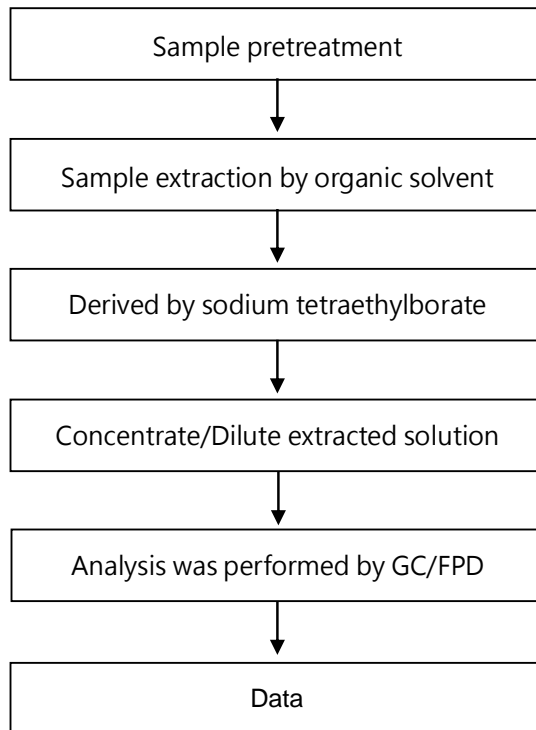 Sample pretreatment
Sample extraction by organic solvent
Derived by sodium tetraethylborate
Concentrate/Dilute extracted solution
Analysis was performed by GC/FPD
Data